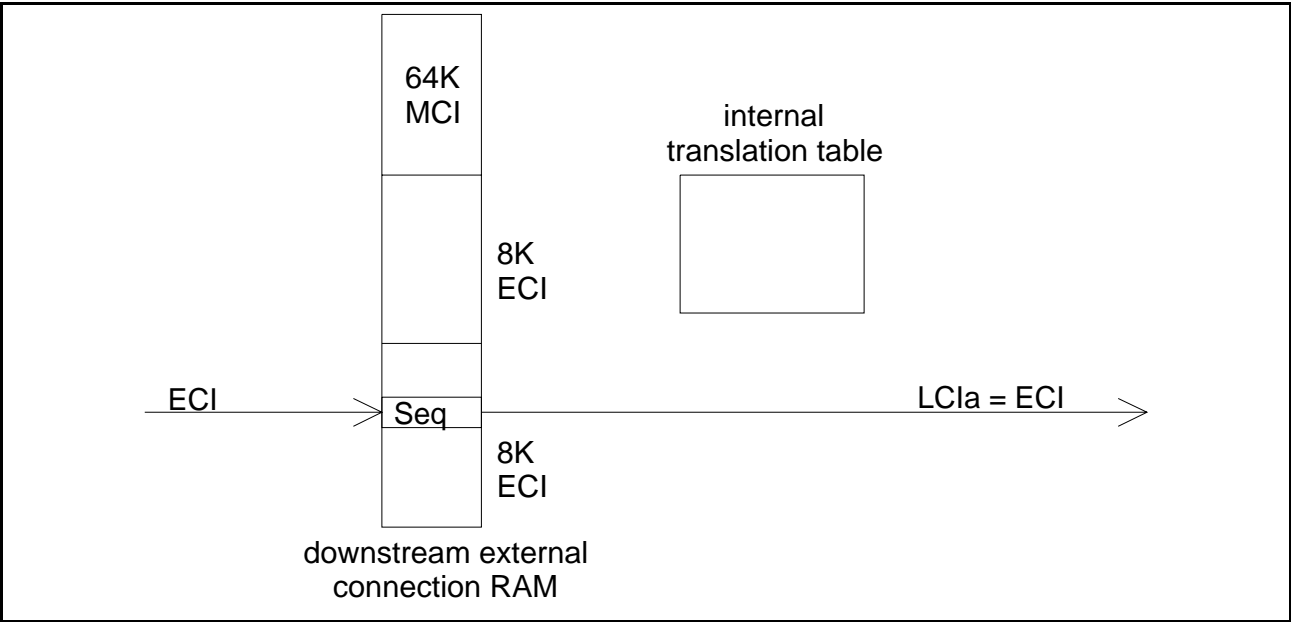 64K
MCI
internal
translation table
8K
ECI
ECI
Seq
LCIa = ECI
8K
ECI
downstream external
connection RAM